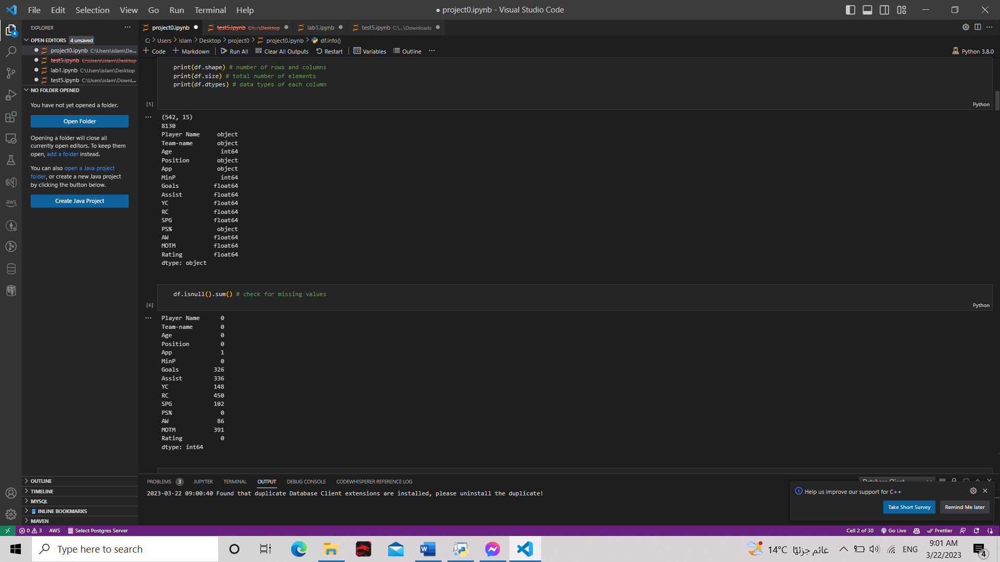 File Edit Selection View Go Run Terminal Help
● project0.ipynb - Visual Studio Code
EXPLORER
OPEN EDITORS 4 unsaved
project0.ipynb C:\Users\islam\De...
test5.ipynb C:\Users\islam\Desktop
lab1.ipynb C:\Users\islam\Desktop
test5.ipynb C:\Users\islam\Downl...
NO FOLDER OPENED
You have not yet opened a folder.
Open Folder
Opening a folder will close all
currently open editors. To keep them
open, add a folder instead.
You can also open a Java project
folder, or create a new Java project
by clicking the button below.
Create Java Project
OUTLINE
TIMELINE
MYSQL
INLINE BOOKMARKS
MAVEN
project0.ipynb test5.ipynb C:\...\Desktop lab1.ipynb test5.ipynb C:\...\Downloads
C: > Users > islam > Desktop > project0 > project0.ipynb > df.info()
+ Code + Markdown | Run All Clear All Outputs Restart | Variables Outline ... Python 3.8.0
print(df.shape) # number of rows and columns
print(df.size) # total number of elements
print(df.dtypes) # data types of each column
[5] Python
(542, 15)
8130
Player Name object
Team-name object
Age int64
Position object
App object
MinP int64
Goals float64
Assist float64
YC float64
RC float64
SPG float64
PS% object
AW float64
MOTM float64
Rating float64
dtype: object
df.isnull().sum() # check for missing values
[6] Python
Player Name 0
Team-name 0
Age 0
Position 0
App 1
MinP 0
Goals 326
Assist 336
YC 148
RC 450
SPG 102
PS% 0
AW 86
MOTM 391
Rating 0
dtype: int64
PROBLEMS 3 JUPYTER TERMINAL OUTPUT DEBUG CONSOLE CODEWHISPERER REFERENCE LOG
Database Client
2023-03-22 09:00:40 Found that duplicate Database Client extensions are installed, please uninstall the duplicate!
Help us improve our support for C++
Take Short Survey Remind Me later
0 3 AWS Select Postgres Server
Cell 2 of 30 Go Live Prettier
Type here to search
14°C غائم جزئيًا ENG
9:01 AM
3/22/2023
4